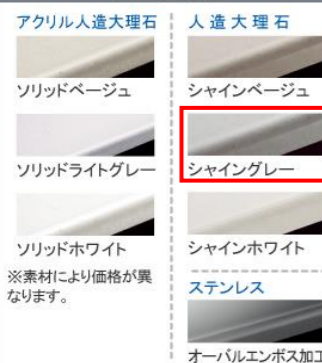 アクリル人造大理石
ソリッドベージュ
ソリッドライトグレー
ソリッドホワイト
※素材により価格が異
なります。
人造大理石
シャインベージュ
シャイングレー
シャインホワイト
ステンレス
オーバルエンボス加工